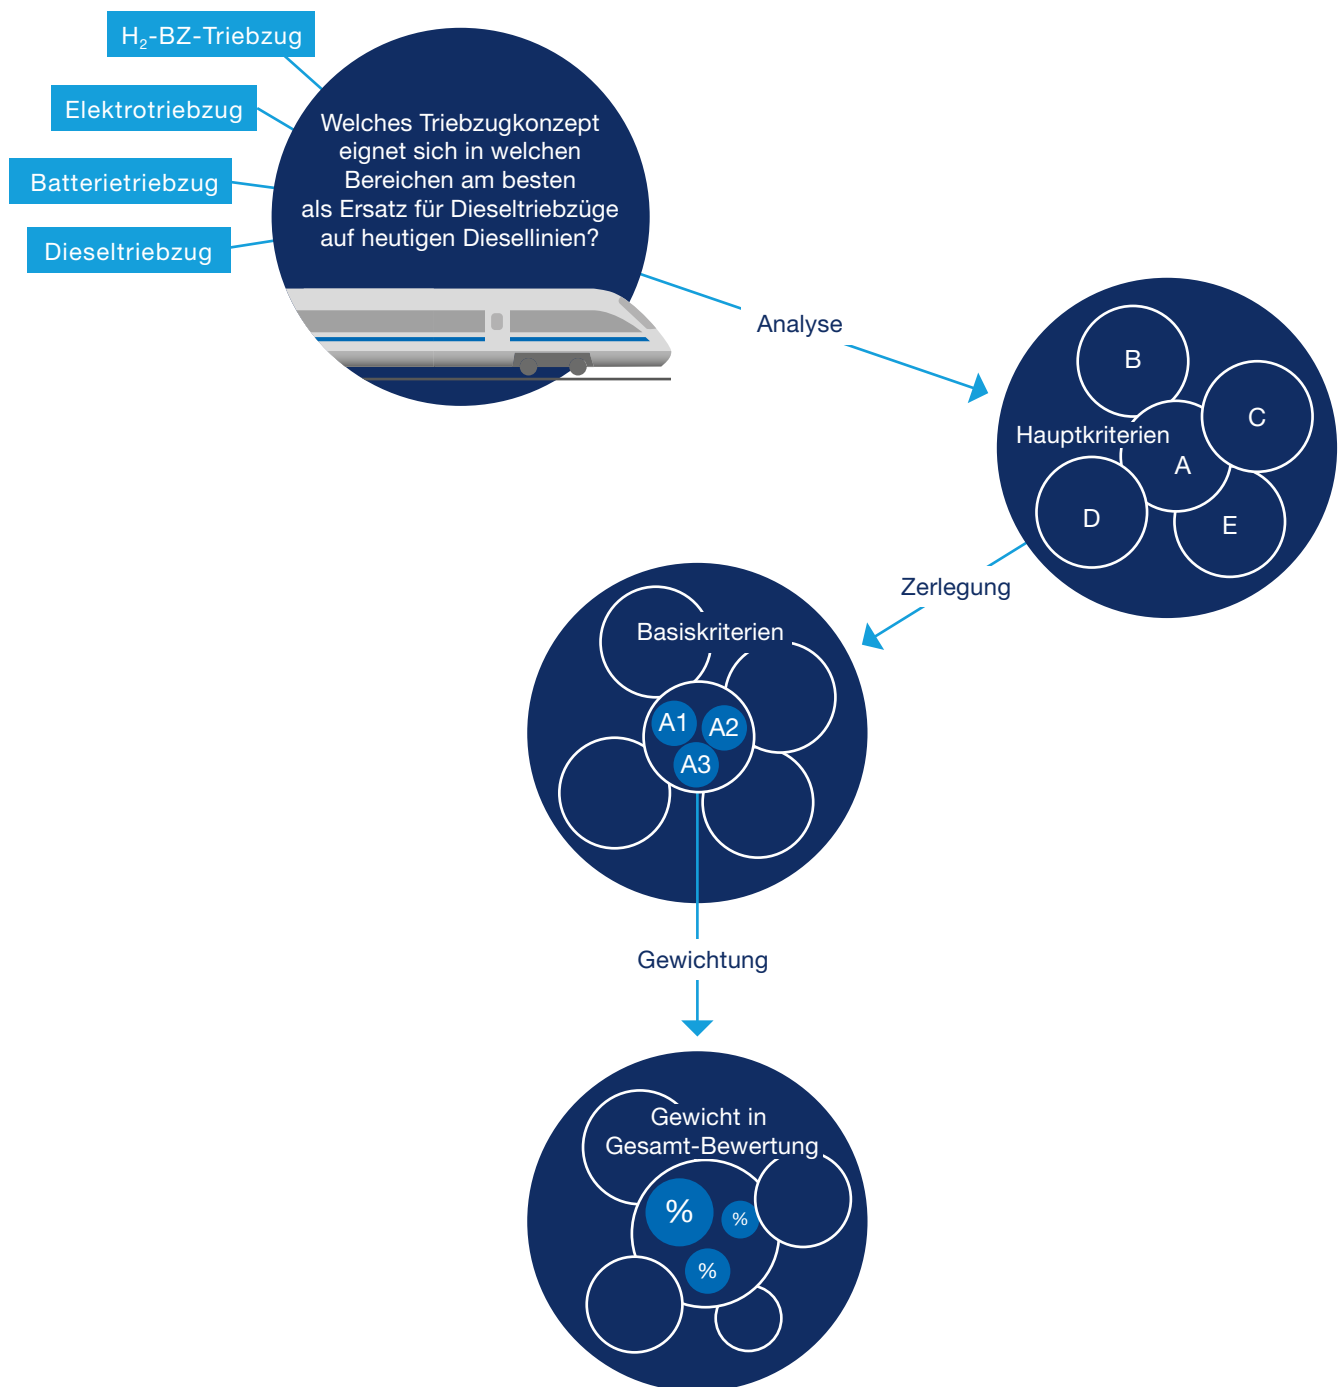 H₂-BZ-Triebzug
Elektrotriebzug
Batterietriebzug
Dieseltriebzug
Welches Triebzugkonzept
eignet sich in welchen
Bereichen am besten
als Ersatz für Dieseltriebzüge
auf heutigen Diesellinien?
Analyse
B
C
Hauptkriterien
A
D
E
Zerlegung
Basiskriterien
A1
A2
A3
Gewichtung
Gewicht in
Gesamt-Bewertung
%
%
%